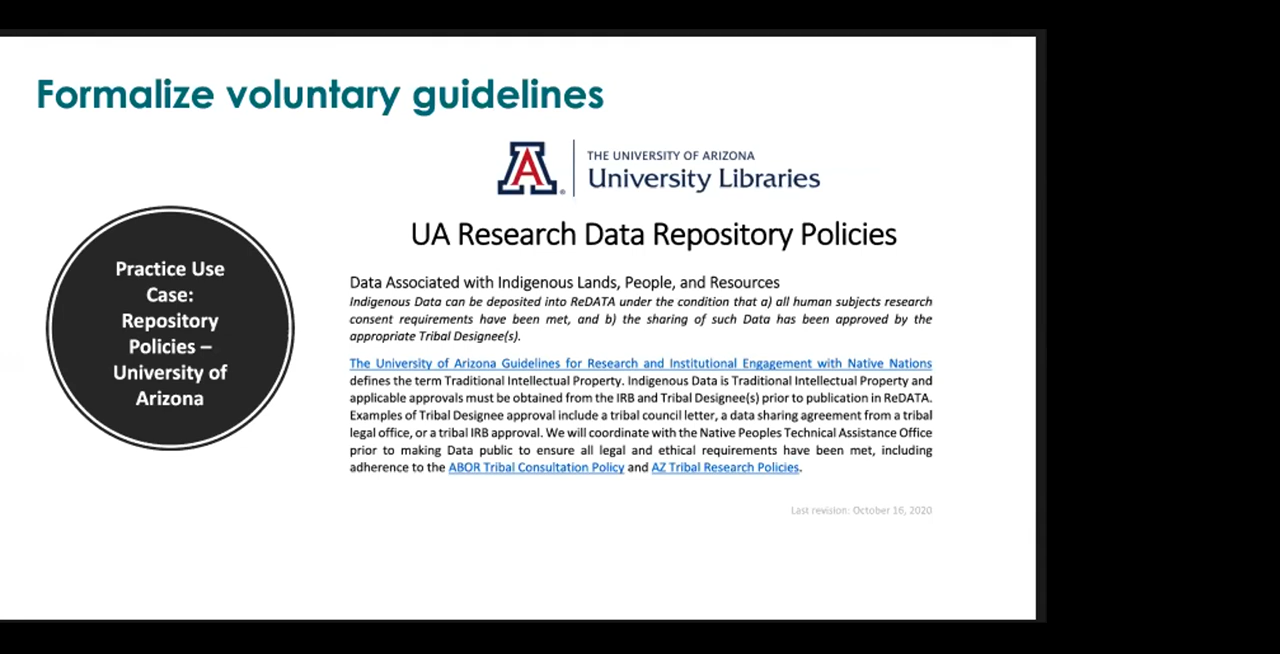 Formalize voluntary guidelines
THE UNIVERSITY OF ARIZONA
University Libraries
UA Research Data Repository Policies
Practice Use
Case:
Repository
Policies –
University of
Arizona
Data Associated with Indigenous Lands, People, and Resources
Indigenous Data can be deposited into ReDATA under the condition that a) all human subjects research
consent requirements have been met, and b) the sharing of such Data has been approved by the
appropriate Tribal Designee(s).
The University of Arizona Guidelines for Research and Institutional Engagement with Native Nations
defines the term Traditional Intellectual Property. Indigenous Data is Traditional Intellectual Property and
applicable approvals must be obtained from the IRB and Tribal Designee(s) prior to publication in ReDATA.
Examples of Tribal Designee approval include a tribal council letter, a data sharing agreement from a tribal
legal office, or a tribal IRB approval. We will coordinate with the Native Peoples Technical Assistance Office
prior to making Data public to ensure all legal and ethical requirements have been met, including
adherence to the ABOR Tribal Consultation Policy and AZ Tribal Research Policies.
Last revision: October 16, 2020